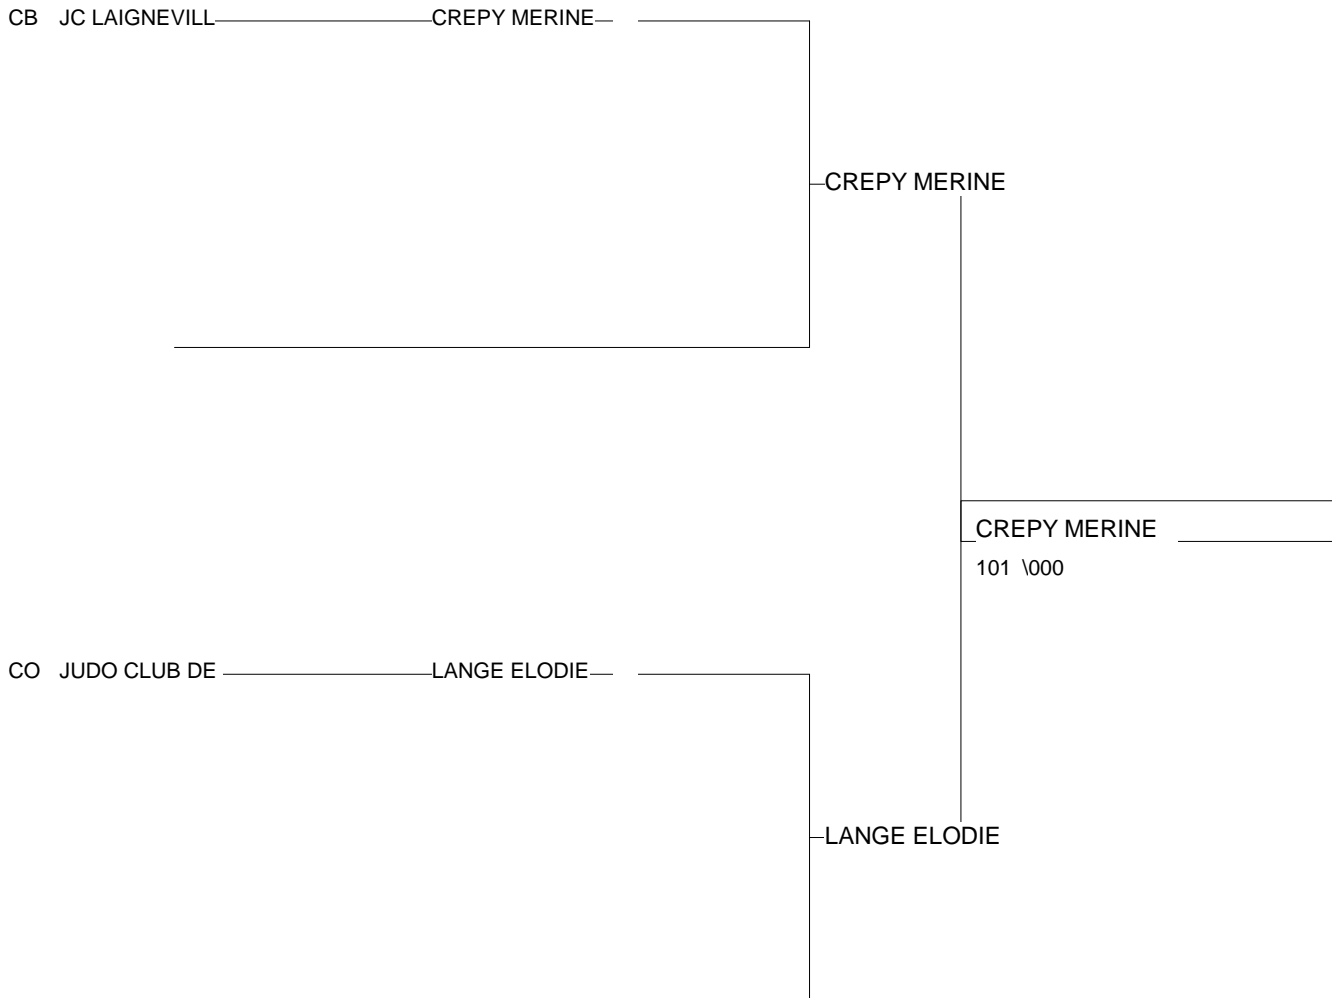 CB JC LAIGNEVILL CREPY MERINE
CREPY MERINE
CREPY MERINE
101 \000
CO JUDO CLUB DE LANGE ELODIE
LANGE ELODIE